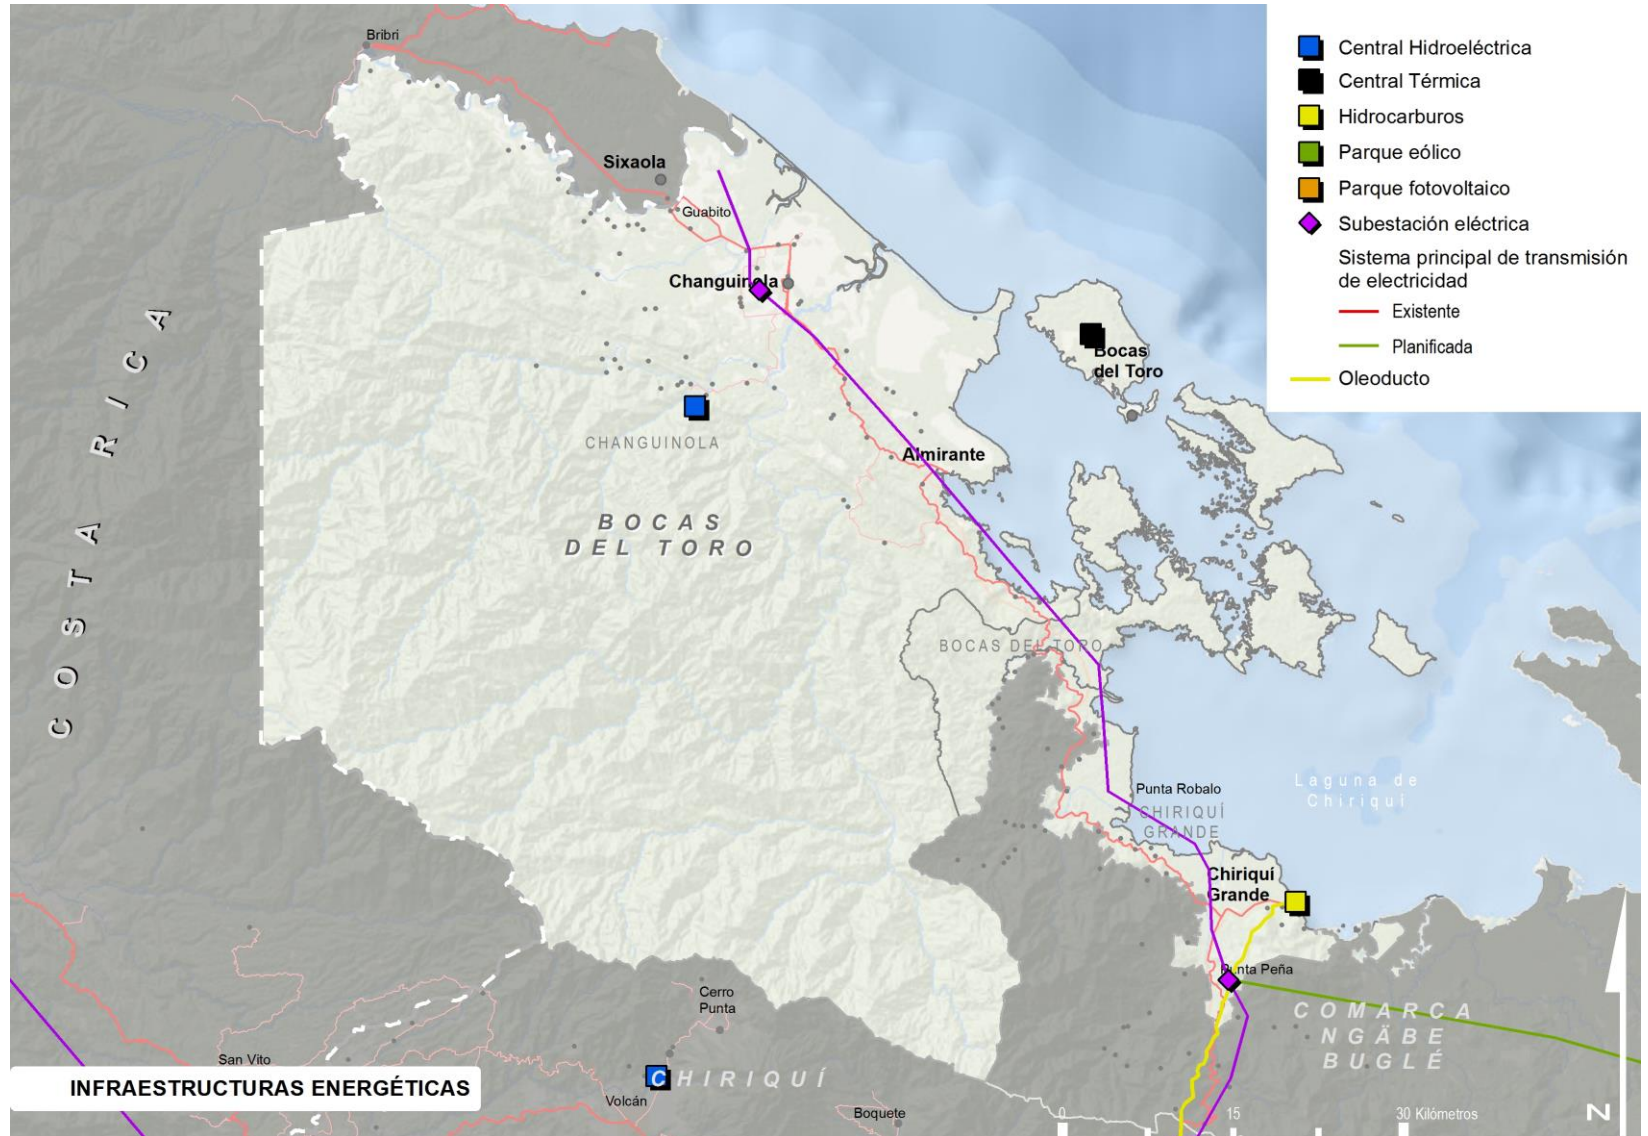 Bribri
Central Hidroeléctrica
Central Térmica
Hidrocarburos
Parque eólico
Parque fotovoltaico
Subestación eléctrica
Sistema principal de transmisión
de electricidad
Existente
Planificada
Oleoducto
Sixaola
Guabito
Changuinola
COSTA RICA
Bocas
del Toro
CHANGUINOLA
Almirante
BOCAS
DEL TORO
BOCAS DEL TORO
Punta Robalo
Laguna de
Chiriquí
CHIRIQUÍ
GRANDE
Chiriquí
Grande
Punta Peña
COMARCA
NGÄBE
BUGLÉ
Cerro
Punta
San Vito
CHIRIQUÍ
Volcán
Boquete
INFRAESTRUCTURAS ENERGÉTICAS
0 15 30 Kilómetros
N